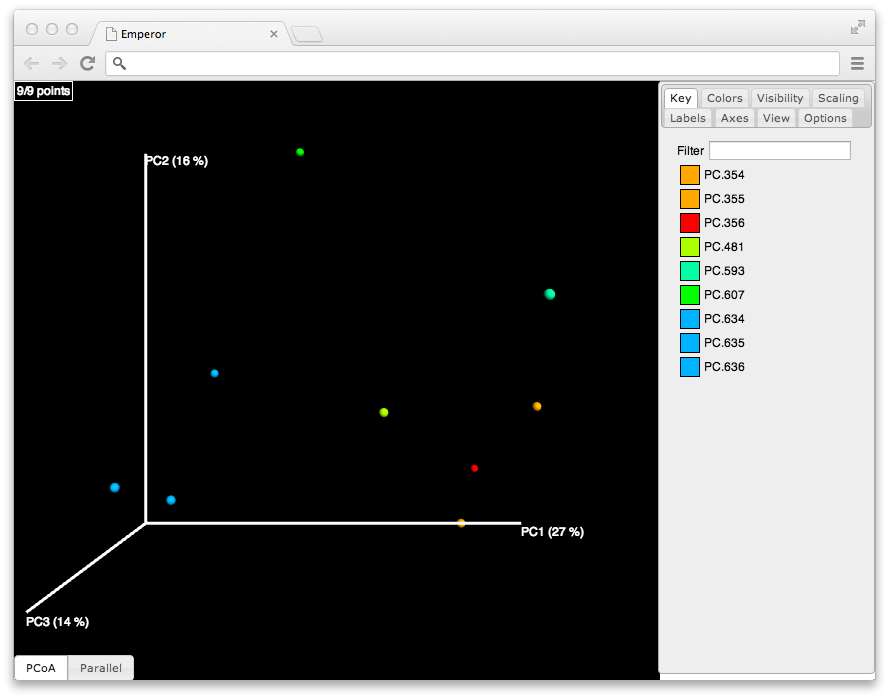 Emperor
9/9 points
Key Colors Visibility Scaling
Labels Axes View Options
Filter
PC.354
PC.355
PC.356
PC.481
PC.593
PC.607
PC.634
PC.635
PC.636
PC2 (16 %)
PC1 (27 %)
PC3 (14 %)
PCoA Parallel